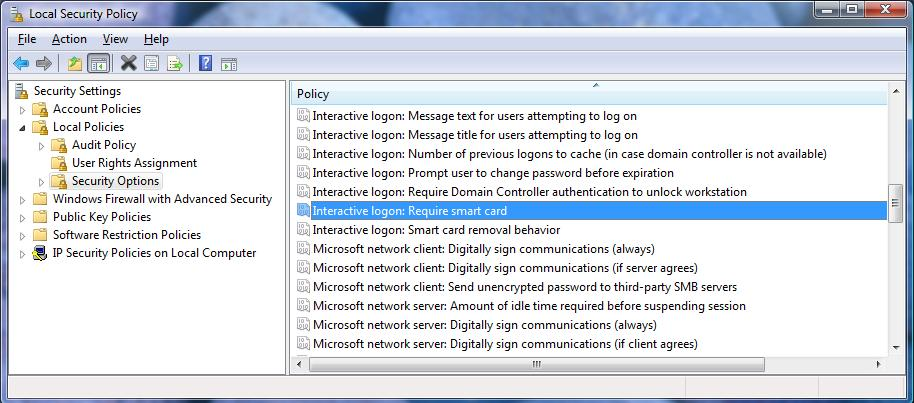 Local Security Policy
File Action View Help
Security Settings
Account Policies
Local Policies
Audit Policy
User Rights Assignment
Security Options
Windows Firewall with Advanced Security
Public Key Policies
Software Restriction Policies
IP Security Policies on Local Computer
Policy
Interactive logon: Message text for users attempting to log on
Interactive logon: Message title for users attempting to log on
Interactive logon: Number of previous logons to cache (in case domain controller is not available)
Interactive logon: Prompt user to change password before expiration
Interactive logon: Require Domain Controller authentication to unlock workstation
Interactive logon: Require smart card
Interactive logon: Smart card removal behavior
Microsoft network client: Digitally sign communications (always)
Microsoft network client: Digitally sign communications (if server agrees)
Microsoft network client: Send unencrypted password to third-party SMB servers
Microsoft network server: Amount of idle time required before suspending session
Microsoft network server: Digitally sign communications (always)
Microsoft network server: Digitally sign communications (if client agrees)